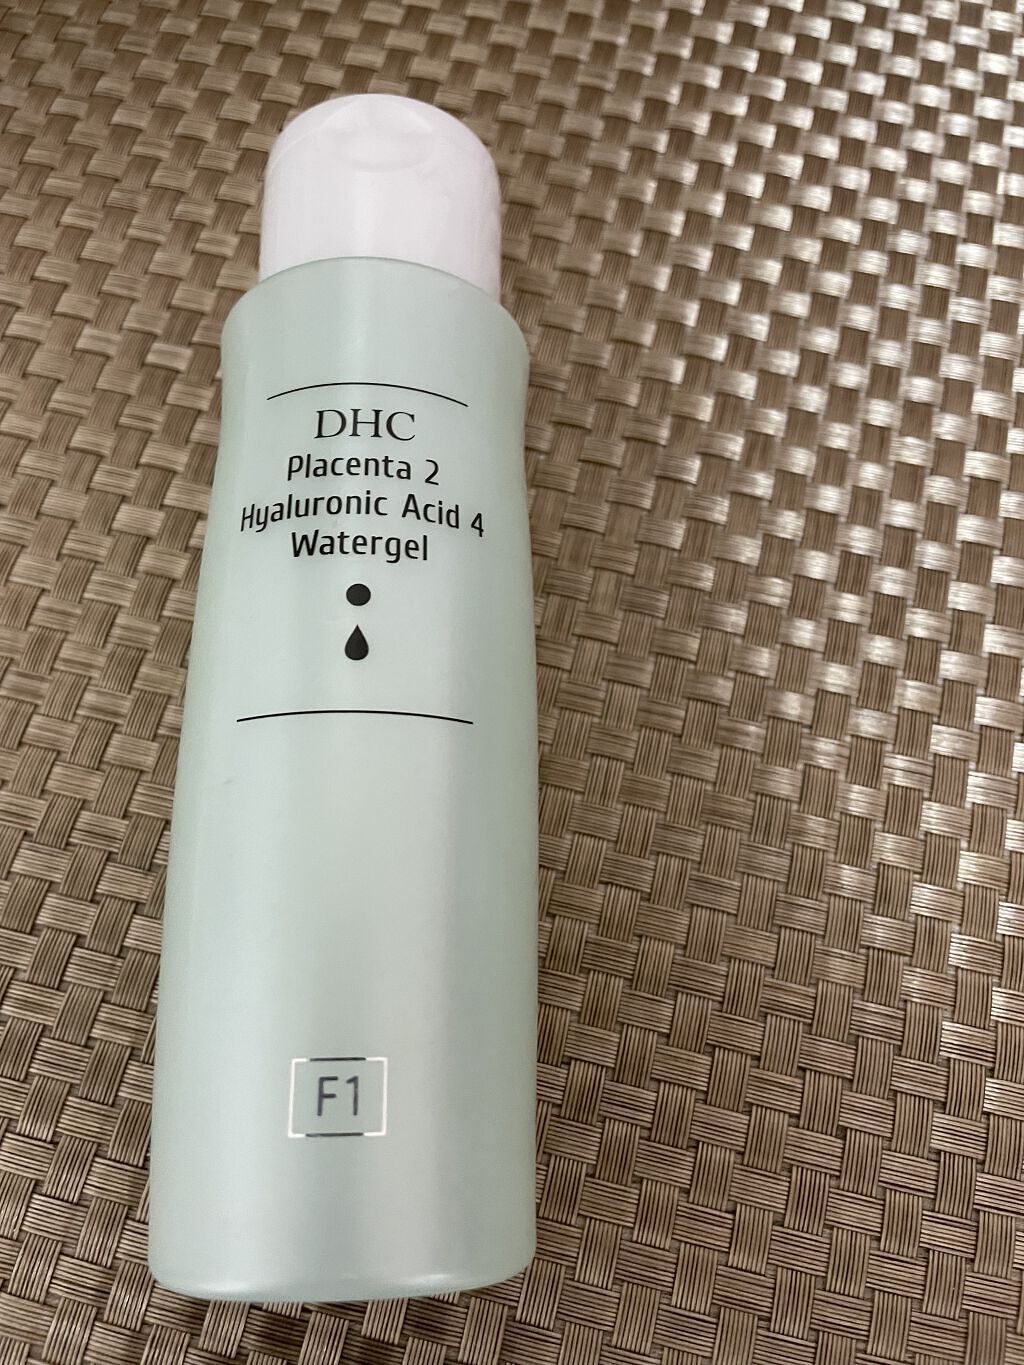 DHC
Placenta 2
Hyaluronic Acid 4
Watergel
F1